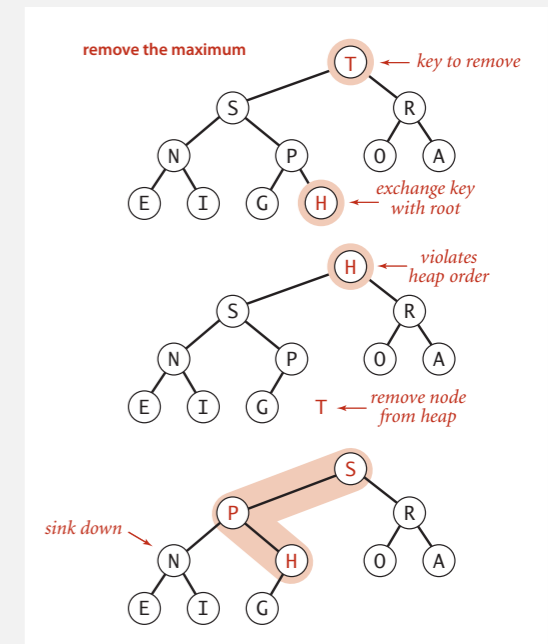 remove the maximum
T
key to remove
S
R
N
P
O
A
exchange key
with root
E
I
G
H
H
violates
heap order
S
R
N
P
O
A
E
I
G
T
remove node
from heap
S
P
R
sink down
N
H
O
A
E
I
G